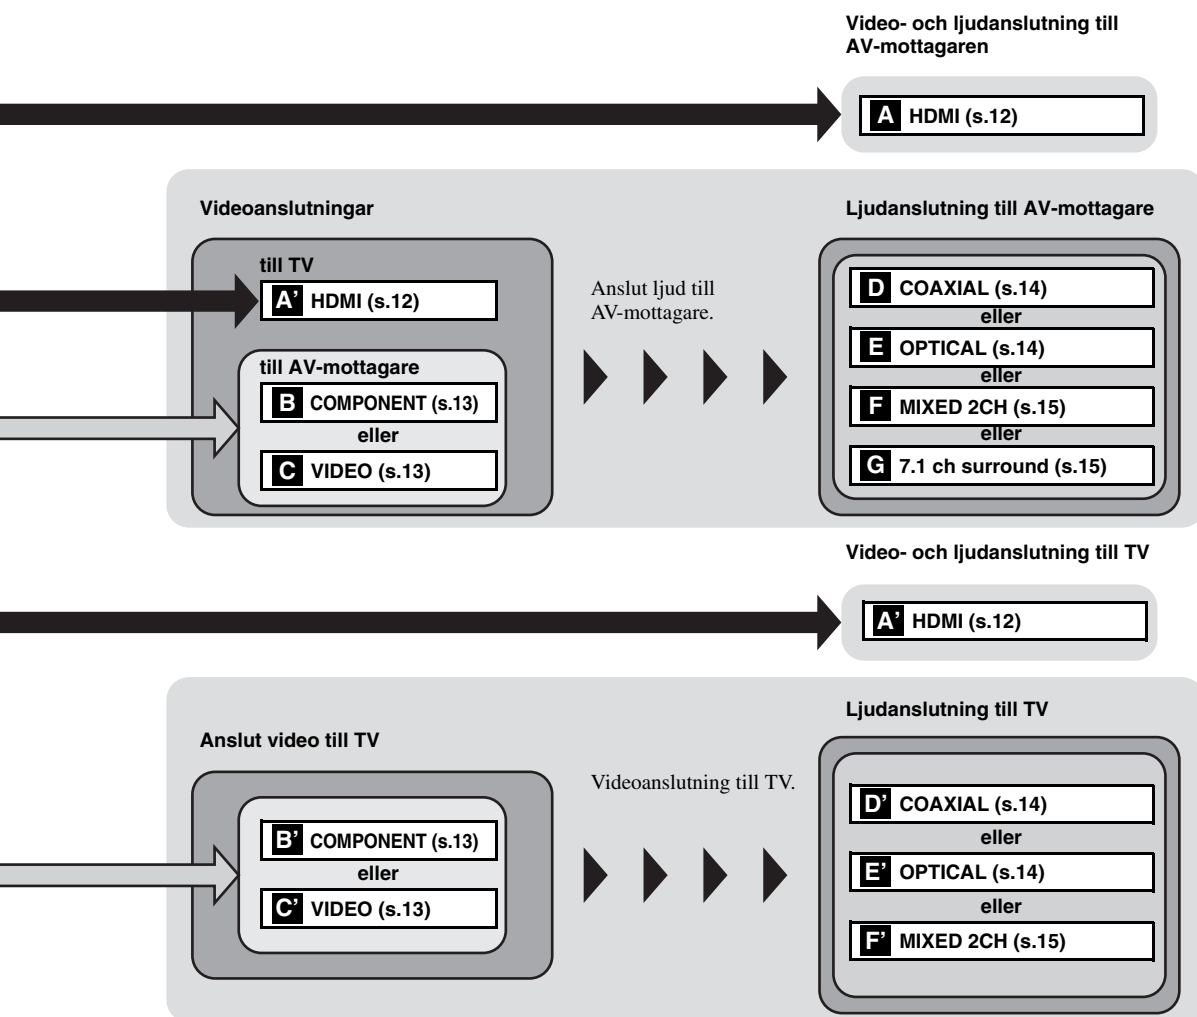 Video- och ljudanslutning till
AV-mottagaren
A HDMI (s.12)
Videoanslutningar
till TV
A’ HDMI (s.12)
till AV-mottagare
B COMPONENT (s.13)
eller
C VIDEO (s.13)
Anslut ljud till
AV-mottagare.
Ljudanslutning till AV-mottagare
D COAXIAL (s.14)
eller
E OPTICAL (s.14)
eller
F MIXED 2CH (s.15)
eller
G 7.1 ch surround (s.15)
Video- och ljudanslutning till TV
A’ HDMI (s.12)
Anslut video till TV
B’ COMPONENT (s.13)
eller
C’ VIDEO (s.13)
Videoanslutning till TV.
Ljudanslutning till TV
D’ COAXIAL (s.14)
eller
E’ OPTICAL (s.14)
eller
F’ MIXED 2CH (s.15)